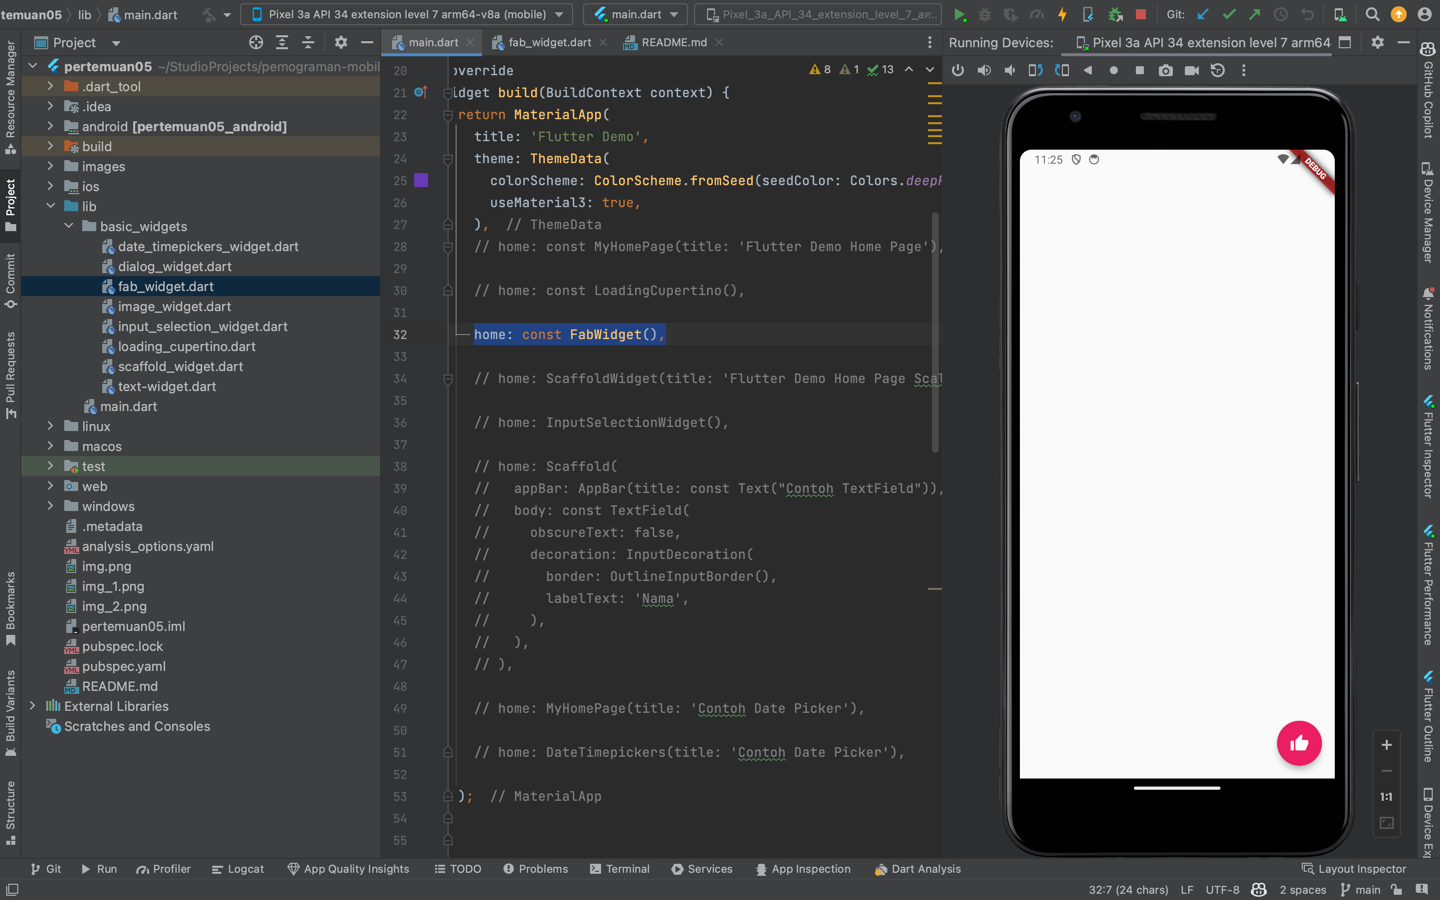 rtemuan05 〉 lib 〉 main.dart
Pixel 3a API 34 extension level 7 arm64-v8a (mobile)
main.dart
Pixel_3a_API_34_extension_level_7_ar...
Git:
Project
main.dart
fab_widget.dart
README.md
Running Devices:
Pixel 3a API 34 extension level 7 arm64
pertemuan05 ~/StudioProjects/pemograman-mobil
.dart_tool
.idea
android [pertemuan05_android]
build
images
ios
lib
basic_widgets
date_timepickers_widget.dart
dialog_widget.dart
fab_widget.dart
image_widget.dart
input_selection_widget.dart
loading_cupertino.dart
scaffold_widget.dart
text-widget.dart
main.dart
linux
macos
test
web
windows
.metadata
analysis_options.yaml
img.png
img_1.png
img_2.png
pertemuan05.iml
pubspec.lock
pubspec.yaml
README.md
External Libraries
Scratches and Consoles
8 1 13
20 override
21 idget build(BuildContext context) {
22 return MaterialApp(
23 title: 'Flutter Demo',
24 theme: ThemeData(
25 colorScheme: ColorScheme.fromSeed(seedColor: Colors.deepP
26 useMaterial3: true,
27 ), // ThemeData
28 // home: const MyHomePage(title: 'Flutter Demo Home Page'),
29
30 // home: const LoadingCupertino(),
31
32 home: const FabWidget(),
33
34 // home: ScaffoldWidget(title: 'Flutter Demo Home Page Scal
35
36 // home: InputSelectionWidget(),
37
38 // home: Scaffold(
39 // appBar: AppBar(title: const Text("Contoh TextField")),
40 // body: const TextField(
41 // obscureText: false,
42 // decoration: InputDecoration(
43 // border: OutlineInputBorder(),
44 // labelText: 'Nama',
45 // ),
46 // ),
47 // ),
48
49 // home: MyHomePage(title: 'Contoh Date Picker'),
50
51 // home: DateTimepickers(title: 'Contoh Date Picker'),
52
53 ); // MaterialApp
54
55
11:25
DEBUG
1:1
Resource Manager
Project
Commit
Pull Requests
Bookmarks
Build Variants
Structure
GitHub Copilot
Device Manager
Notifications
Flutter Inspector
Flutter Performance
Flutter Outline
Device Ex
Git
Run
Profiler
Logcat
App Quality Insights
TODO
Problems
Terminal
Services
App Inspection
Dart Analysis
Layout Inspector
32:7 (24 chars) LF UTF-8 2 spaces main